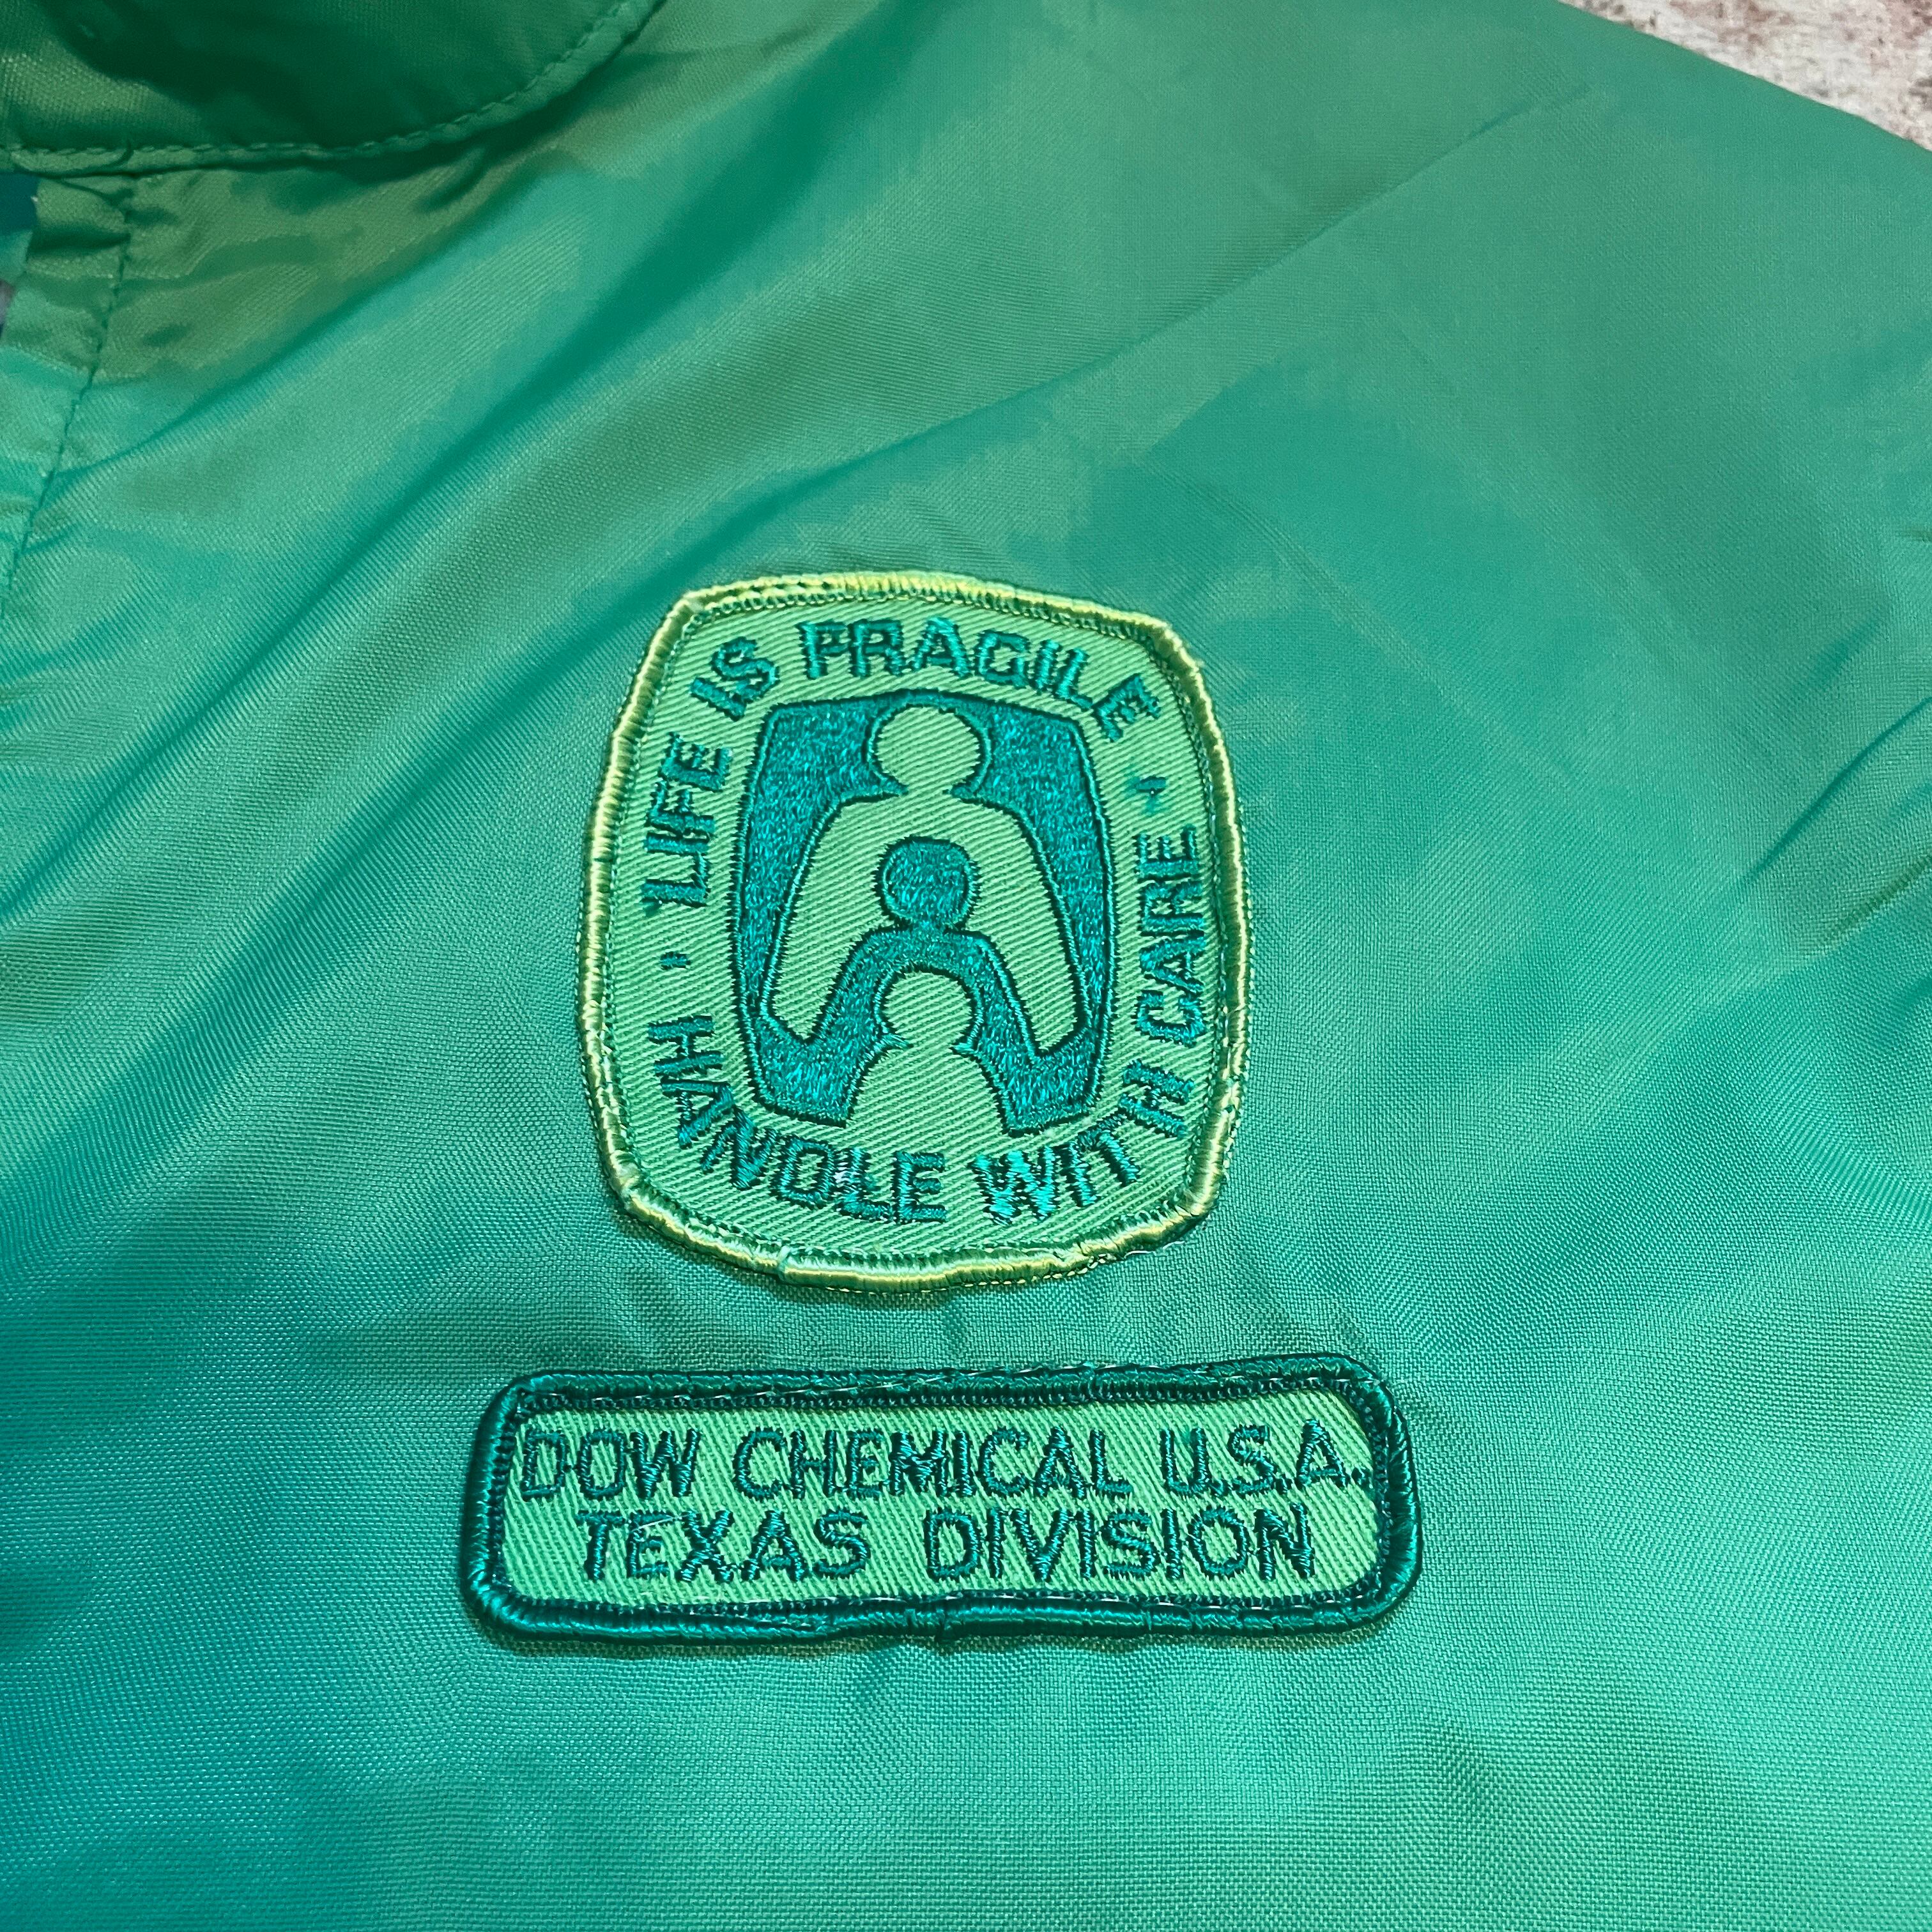 LIFE IS FRAGILE
HANDLE WITH CARE
DOW CHEMICAL U.S.A.
TEXAS DIVISION